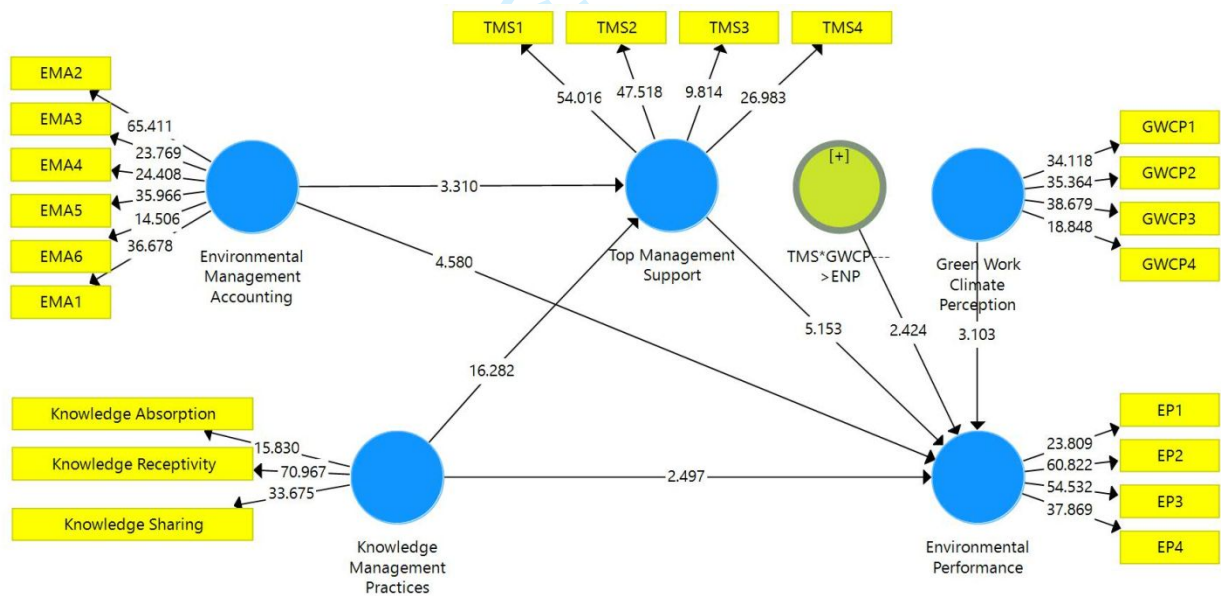 TMS1
TMS2
TMS3
TMS4
54.016
47.518
9.814
26.983
EMA2
EMA3
EMA4
EMA5
EMA6
EMA1
65.411
23.769
24.408
35.966
14.506
36.678
Environmental
Management
Accounting
3.310
4.580
Top Management
Support
[+]
TMS*GWCP---
>ENP
Green Work
Climate
Perception
34.118
35.364
38.679
18.848
GWCP1
GWCP2
GWCP3
GWCP4
16.282
5.153
2.424
3.103
Knowledge Absorption
Knowledge Receptivity
Knowledge Sharing
15.830
70.967
33.675
Knowledge
Management
Practices
2.497
Environmental
Performance
23.809
60.822
54.532
37.869
EP1
EP2
EP3
EP4